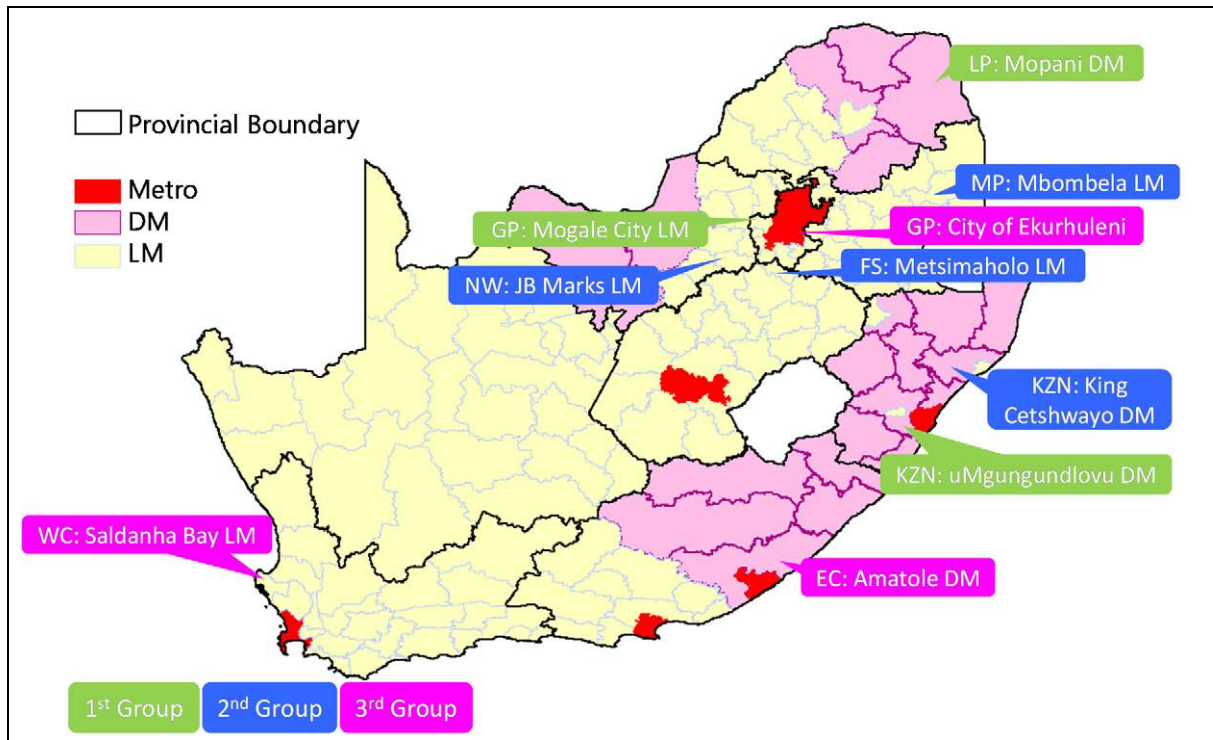 LP: Mopani DM
Provincial Boundary
Metro
DM
LM
MP: Mbombela LM
GP: Mogale City LM
GP: City of Ekurhuleni
NW: JB Marks LM
FS: Metsimaholo LM
KZN: King
Cetshwayo DM
KZN: uMgungundlovu DM
WC: Saldanha Bay LM
EC: Amatole DM
1st Group
2nd Group
3rd Group